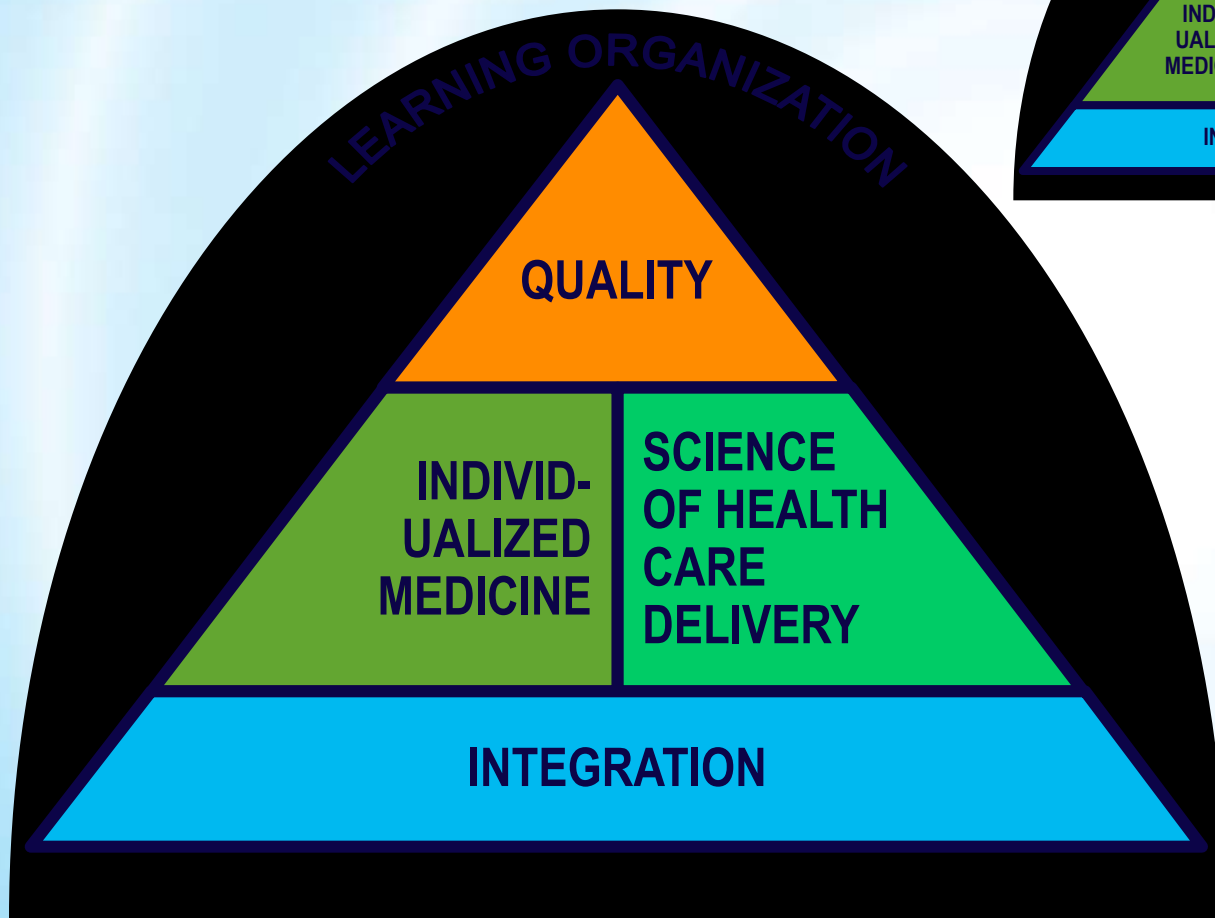 LEARNING ORGANIZATION
QUALITY
INDIVID-
UALIZED
MEDICINE
SCIENCE
OF HEALTH
CARE
DELIVERY
INTEGRATION